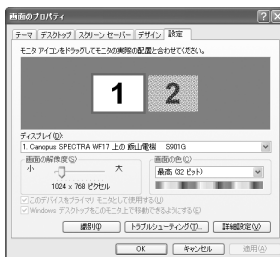 画面のプロパティ
テーマ デスクトップ スクリーン セーバー デザイン 設定
モニタ アイコンをドラッグしてモニタの実際の配置と合わせてください。
1 2
ディスプレイ(D):
1. Canopus SPECTRA WF17 上の 飯山電機 S901G
画面の解像度(S)
小 大
1024 x 768 ピクセル
画面の色(C)
最高 (32 ビット)
このデバイスをプライマリ モニタとして使用する(U)
Windows デスクトップをこのモニタ上で移動できるようにする(E)
識別(I) トラブルシューティング(T)... 詳細設定(V)
OK キャンセル 適用(A)